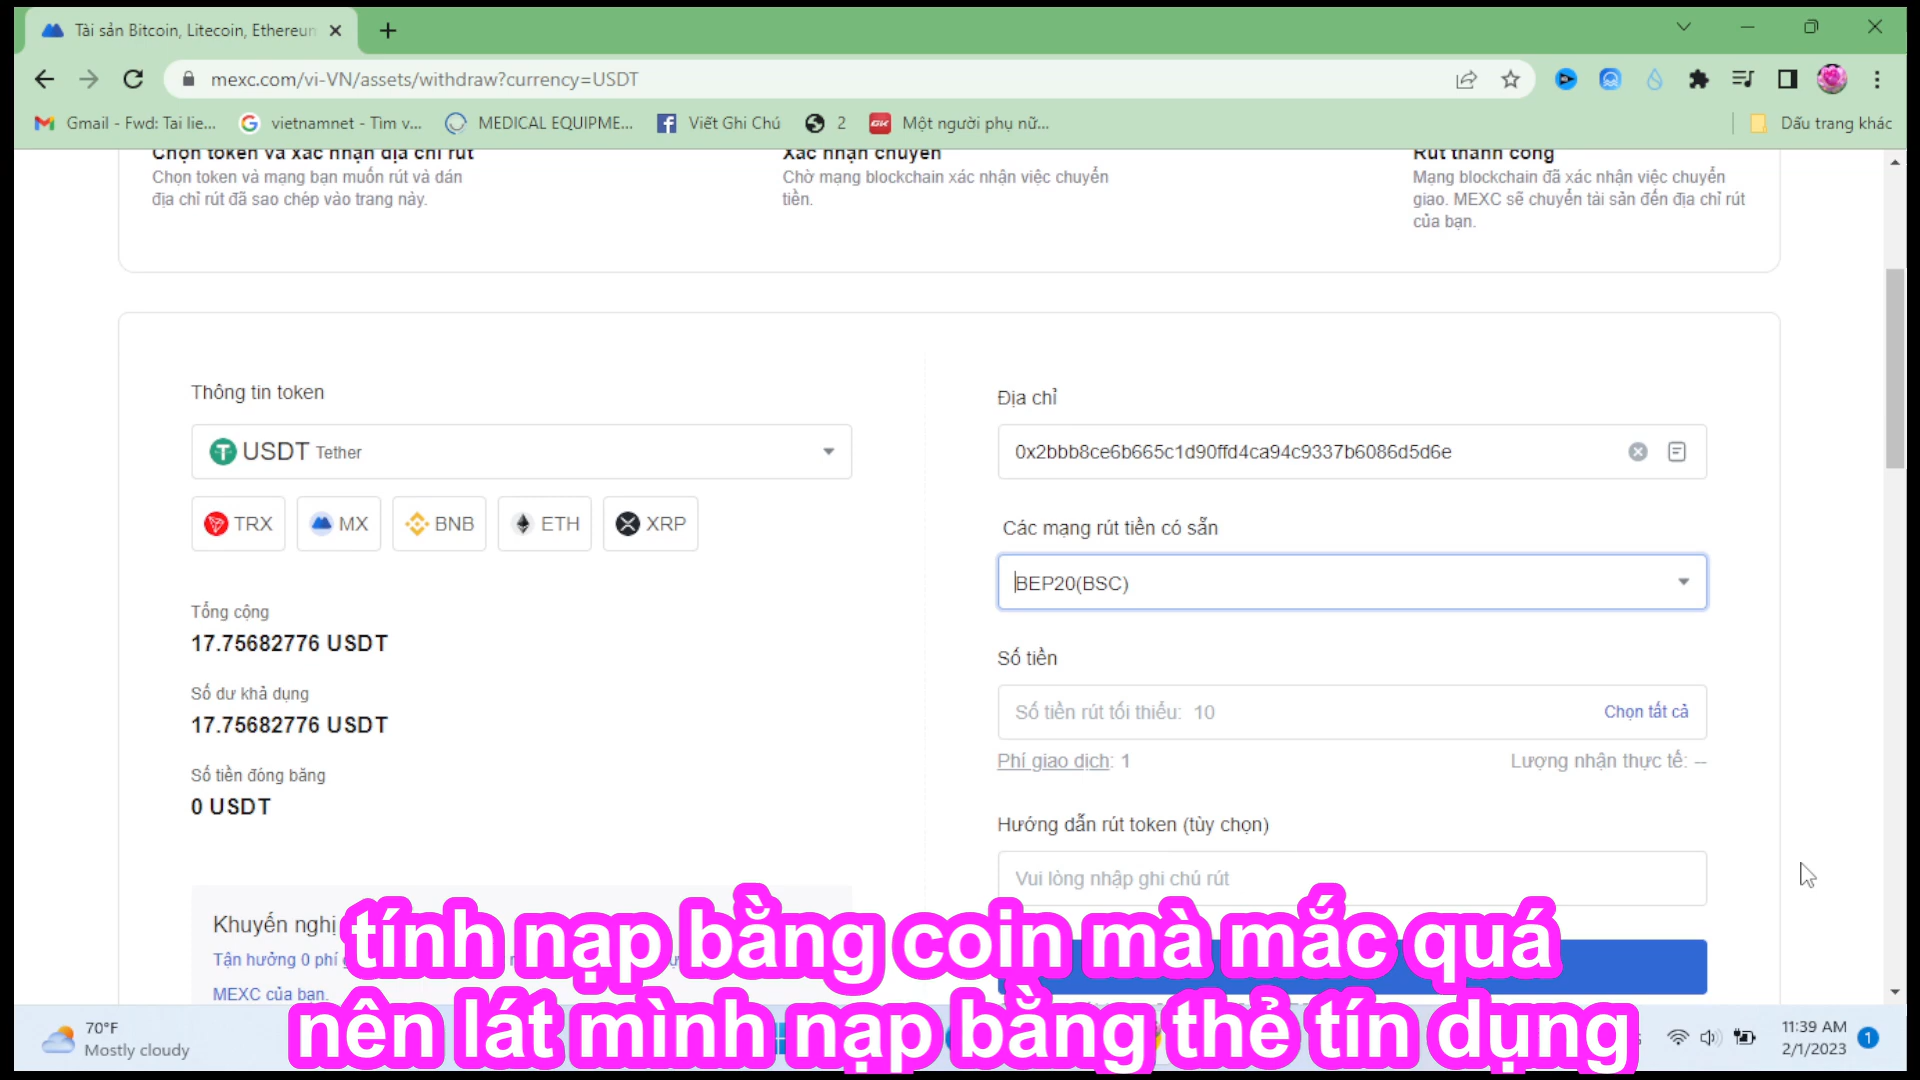 Tài sản Bitcoin, Litecoin, Ethereun
mexc.com/vi-VN/assets/withdraw?currency=USDT
Gmail - Fwd: Tai lie...
vietnamnet - Tìm v...
MEDICAL EQUIPME...
Viết Ghi Chú
2
GK
Một người phụ nữ...
Dấu trang khác
Chọn token và xác nhận địa chỉ rút
Chọn token và mạng bạn muốn rút và dán
địa chỉ rút đã sao chép vào trang này.
Xác nhận chuyển
Chờ mạng blockchain xác nhận việc chuyển
tiền.
Rút thành công
Mạng blockchain đã xác nhận việc chuyển
giao. MEXC sẽ chuyển tài sản đến địa chỉ rút
của bạn.
Thông tin token
USDT Tether
TRX MX BNB ETH XRP
Tổng cộng
17.75682776 USDT
Số dư khả dụng
17.75682776 USDT
Số tiền đóng băng
0 USDT
Khuyến nghị
Tận hưởng 0 phí
MEXC của bạn.
Địa chỉ
0x2bbb8ce6b665c1d90ffd4ca94c9337b6086d5d6e
Các mạng rút tiền có sẵn
BEP20(BSC)
Số tiền
Số tiền rút tối thiểu: 10
Chọn tất cả
Phí giao dịch: 1
Lượng nhận thực tế: --
Hướng dẫn rút token (tùy chọn)
Vui lòng nhập ghi chú rút
tính nạp bằng coin mà mắc quá
nên lát mình nạp bằng thẻ tín dụng
70°F
Mostly cloudy
11:39 AM
2/1/2023
1